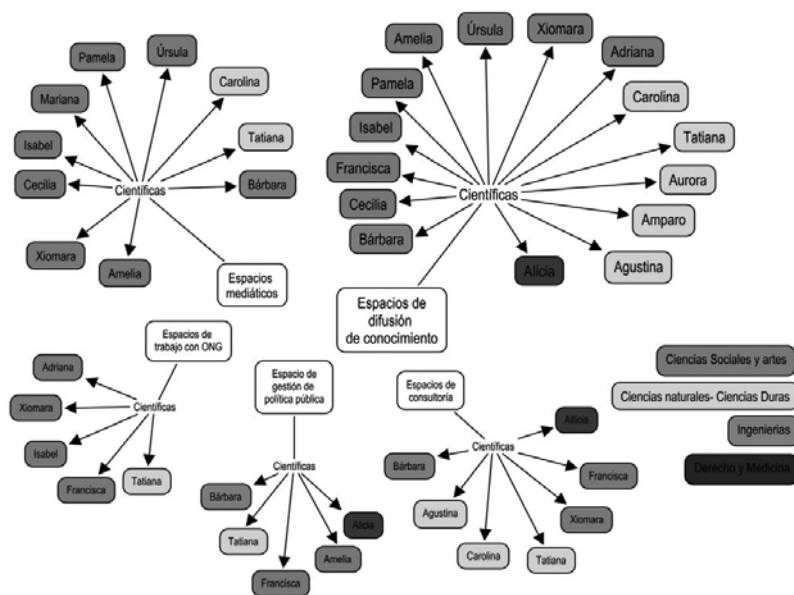 Pamela
Úrsula
Carolina
Mariana
Tatiana
Isabel
Científicas
Cecilia
Bárbara
Xiomara
Amelia
Espacios
mediáticos
Amelia
Úrsula
Xiomara
Adriana
Pamela
Carolina
Isabel
Tatiana
Francisca
Científicas
Aurora
Cecilia
Amparo
Bárbara
Alicia
Agustina
Espacios de
difusión
de conocimiento
Espacios de
trabajo con ONG
Adriana
Xiomara
Científicas
Isabel
Francisca
Tatiana
Espacio de
gestión de
política pública
Científicas
Bárbara
Tatiana
Alicia
Amelia
Francisca
Espacios de
consultoría
Allicia
Científicas
Bárbara
Francisca
Agustina
Xiomara
Carolina
Tatiana
Ciencias Sociales y artes
Ciencias naturales- Ciencias Duras
Ingenierias
Derecho y Medicina